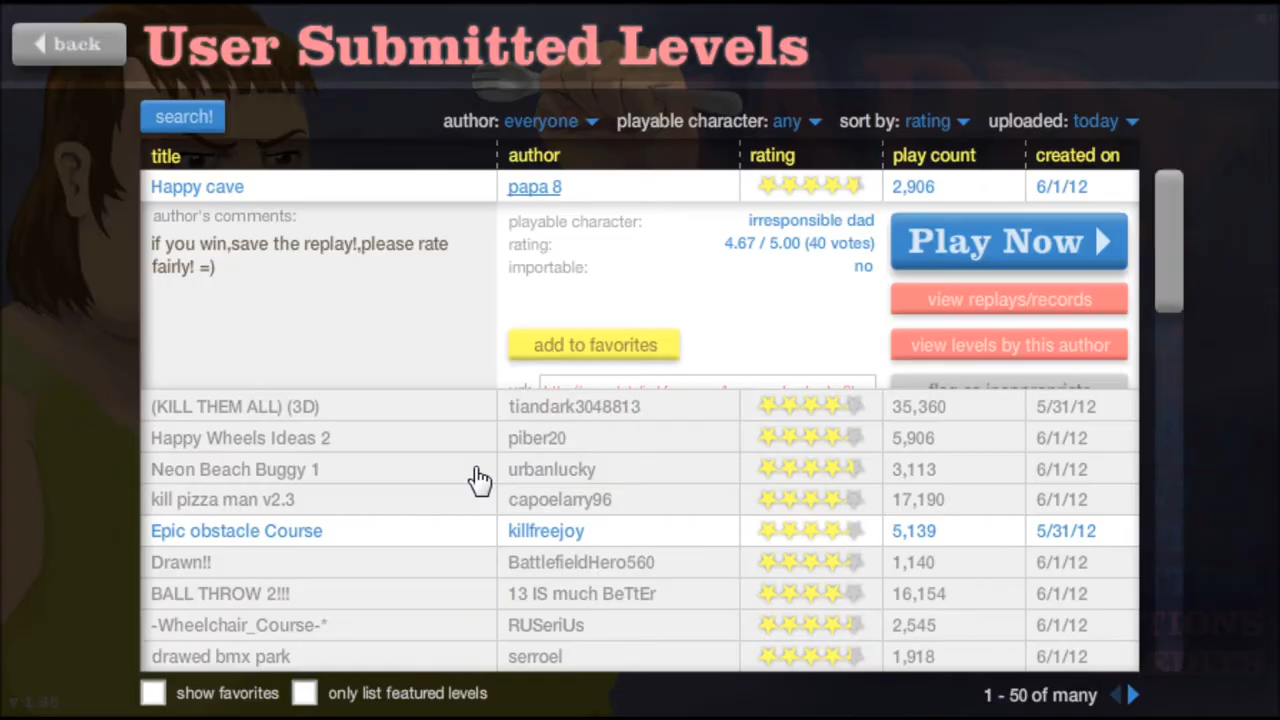 back
User Submitted Levels
search!
author: everyone playable character: any sort by: rating uploaded: today
title author rating play count created on
Happy cave papa 8 2,906 6/1/12
author's comments:
if you win,save the replay!,please rate
fairly! =)
playable character: irresponsible dad
rating: 4.67 / 5.00 (40 votes)
importable: no
add to favorites
Play Now
view replays/records
view levels by this author
flag as inappropriate
(KILL THEM ALL) (3D) tiandark3048813 35,360 5/31/12
Happy Wheels Ideas 2 piber20 5,906 6/1/12
Neon Beach Buggy 1 urbanlucky 3,113 6/1/12
kill pizza man v2.3 capoelarry96 17,190 6/1/12
Epic obstacle Course killfreejoy 5,139 5/31/12
Drawn!! BattlefieldHero560 1,140 6/1/12
BALL THROW 2!!! 13 IS much BeTtEr 16,154 6/1/12
-Wheelchair_Course-* RUSeriUs 2,545 6/1/12
drawed bmx park serroel 1,918 6/1/12
show favorites only list featured levels 1 - 50 of many